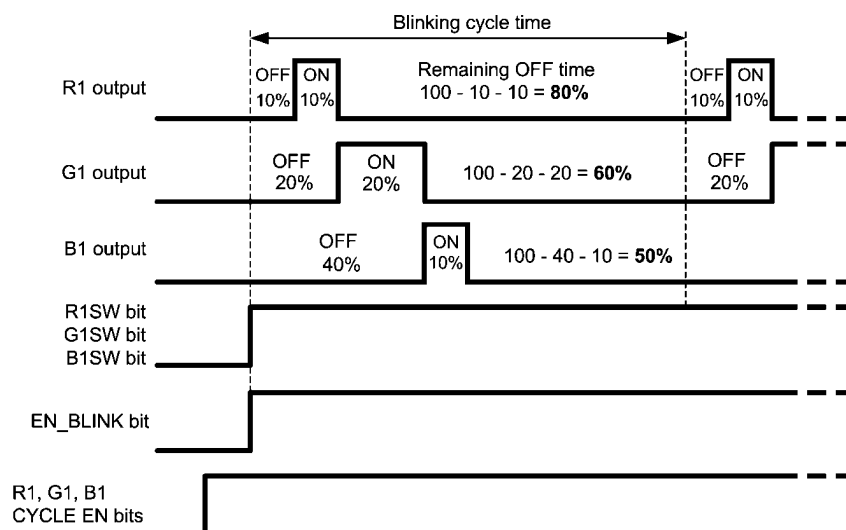 Blinking cycle time
R1 output
OFF
10%
ON
10%
Remaining OFF time
100 - 10 - 10 = 80%
OFF
10%
ON
10%
G1 output
OFF
20%
ON
20%
100 - 20 - 20 = 60%
OFF
20%
B1 output
OFF
40%
ON
10%
100 - 40 - 10 = 50%
R1SW bit
G1SW bit
B1SW bit
EN_BLINK bit
R1, G1, B1
CYCLE EN bits